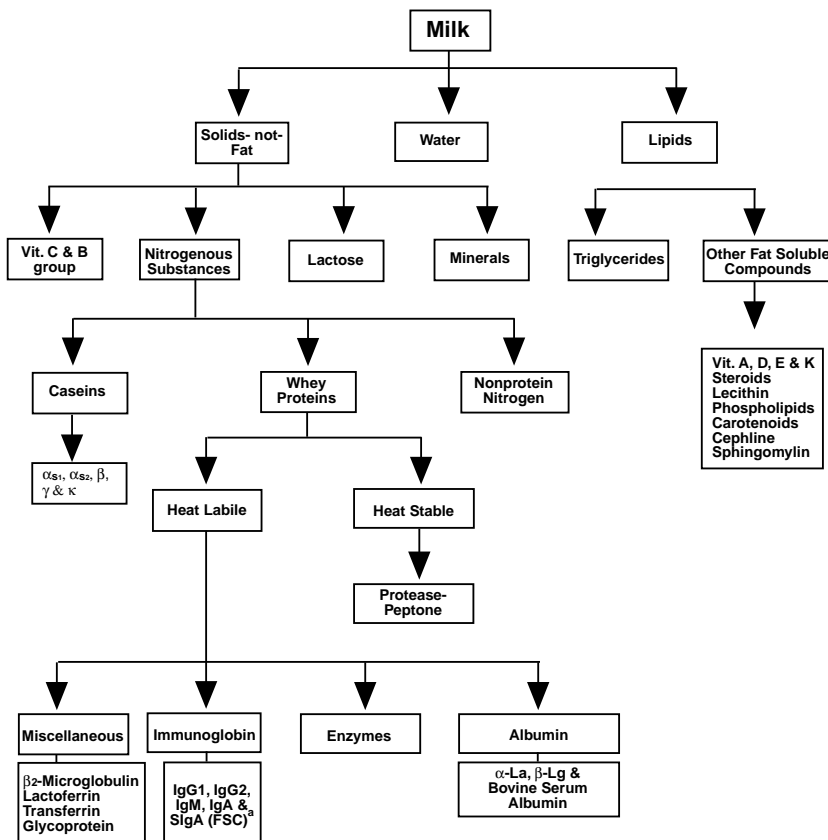 Milk
Solids- not-
Fat
Water
Lipids
Vit. C & B
group
Nitrogenous
Substances
Lactose
Minerals
Triglycerides
Other Fat Soluble
Compounds
Caseins
Whey
Proteins
Nonprotein
Nitrogen
Vit. A, D, E & K
Steroids
Lecithin
Phospholipids
Carotenoids
Cephline
Sphingomylin
αs1, αs2, β,
γ & κ
Heat Labile
Heat Stable
Protease-
Peptone
Miscellaneous
Immunoglobin
Enzymes
Albumin
β2-Microglobulin
Lactoferrin
Transferrin
Glycoprotein
IgG1, IgG2,
IgM, IgA &
SIgA (FSC)a
α-La, β-Lg &
Bovine Serum
Albumin